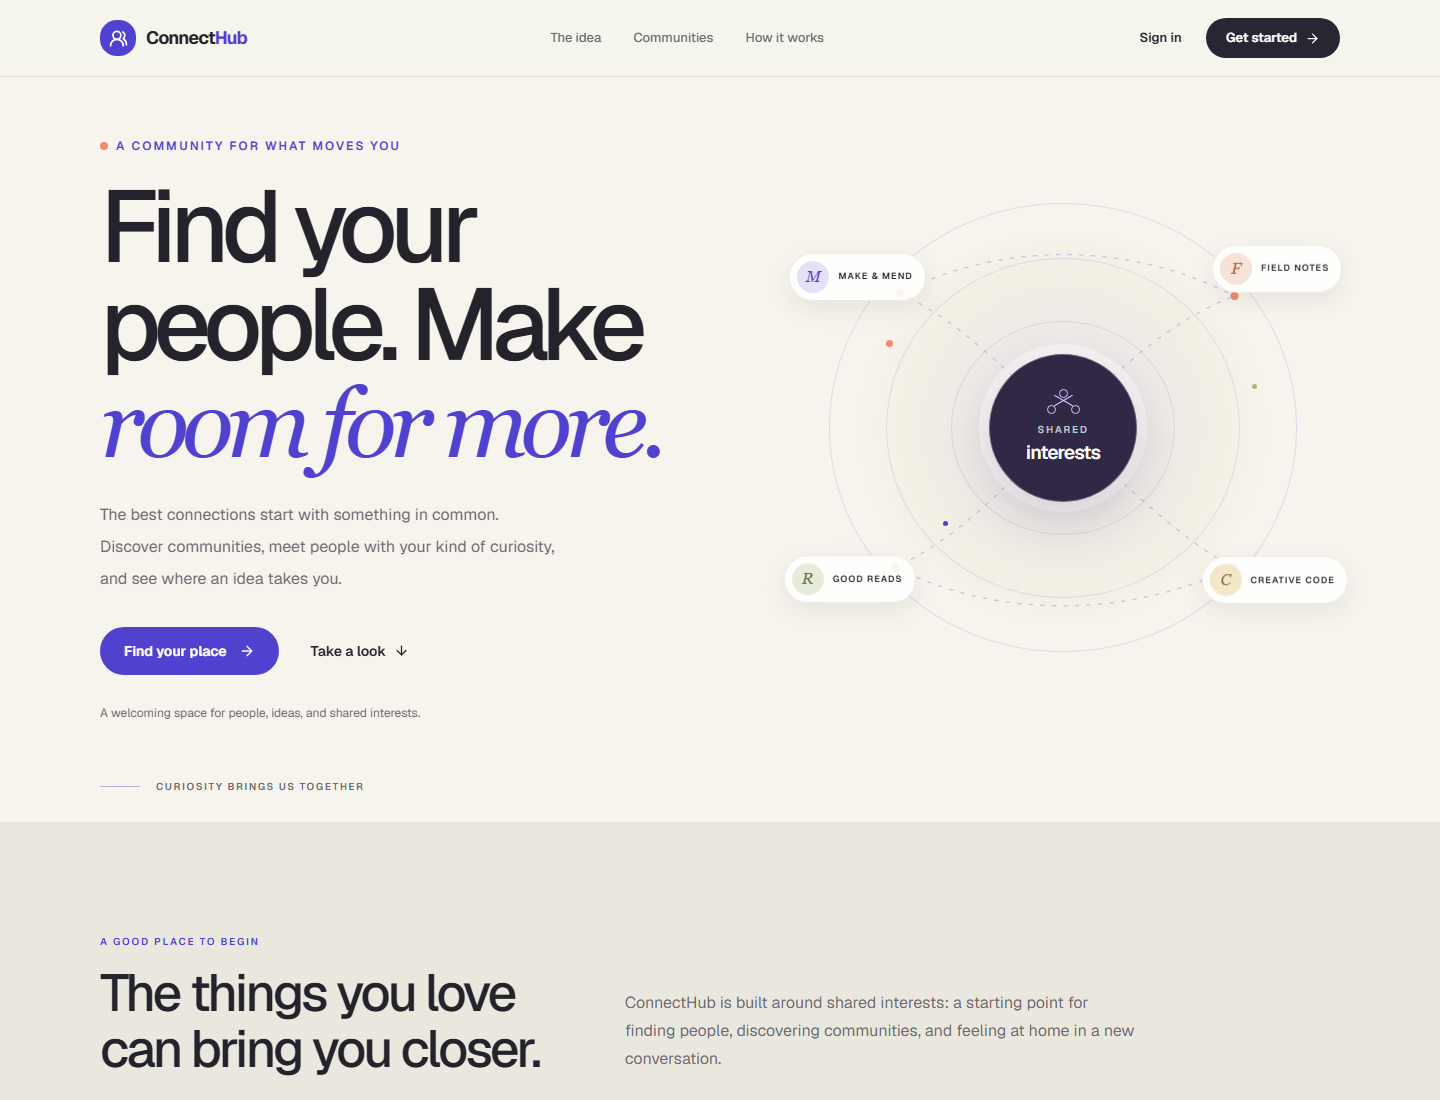 ConnectHub
The idea
Communities
How it works
Sign in
Get started
A COMMUNITY FOR WHAT MOVES YOU
Find your
people. Make
room for more.
The best connections start with something in common.
Discover communities, meet people with your kind of curiosity,
and see where an idea takes you.
Find your place
Take a look
A welcoming space for people, ideas, and shared interests.
CURIOSITY BRINGS US TOGETHER
M MAKE & MEND
F FIELD NOTES
SHARED
interests
R GOOD READS
C CREATIVE CODE
A GOOD PLACE TO BEGIN
The things you love
can bring you closer.
ConnectHub is built around shared interests: a starting point for
finding people, discovering communities, and feeling at home in a new
conversation.